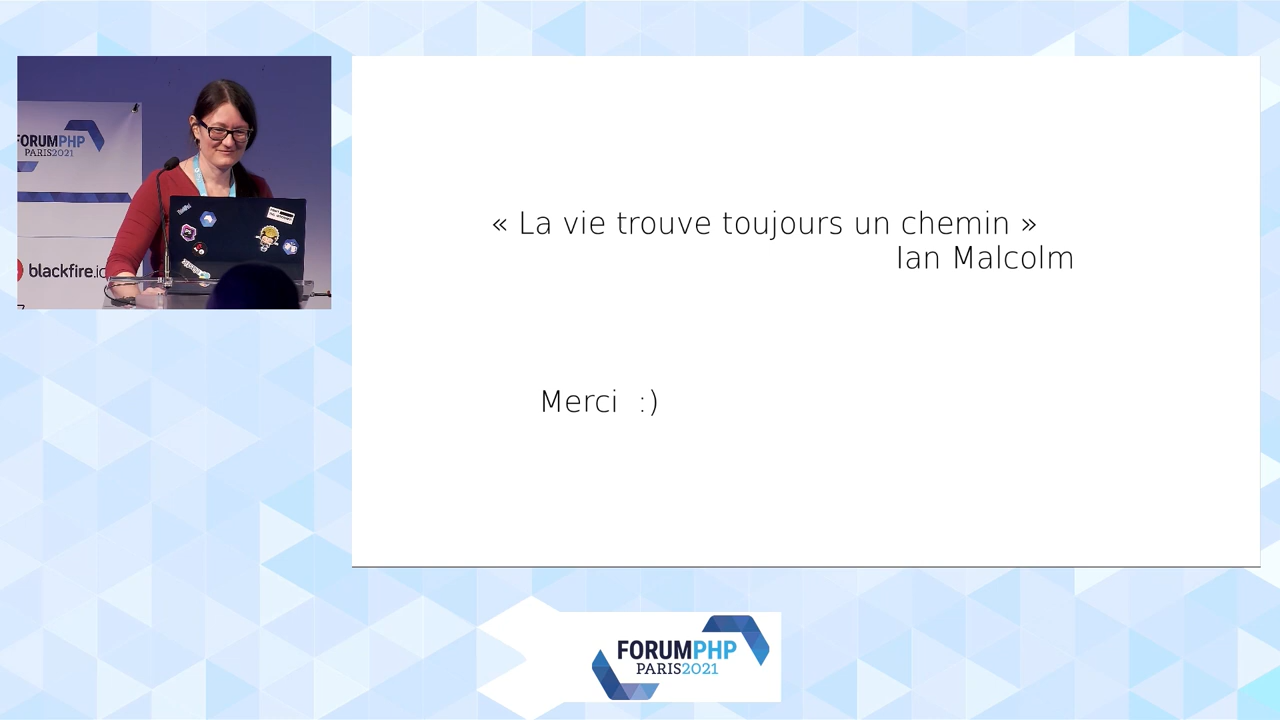 FORUMPHP
PARIS2021
blackfire.io
« La vie trouve toujours un chemin »
Ian Malcolm
Merci :)
FORUMPHP
PARIS2021